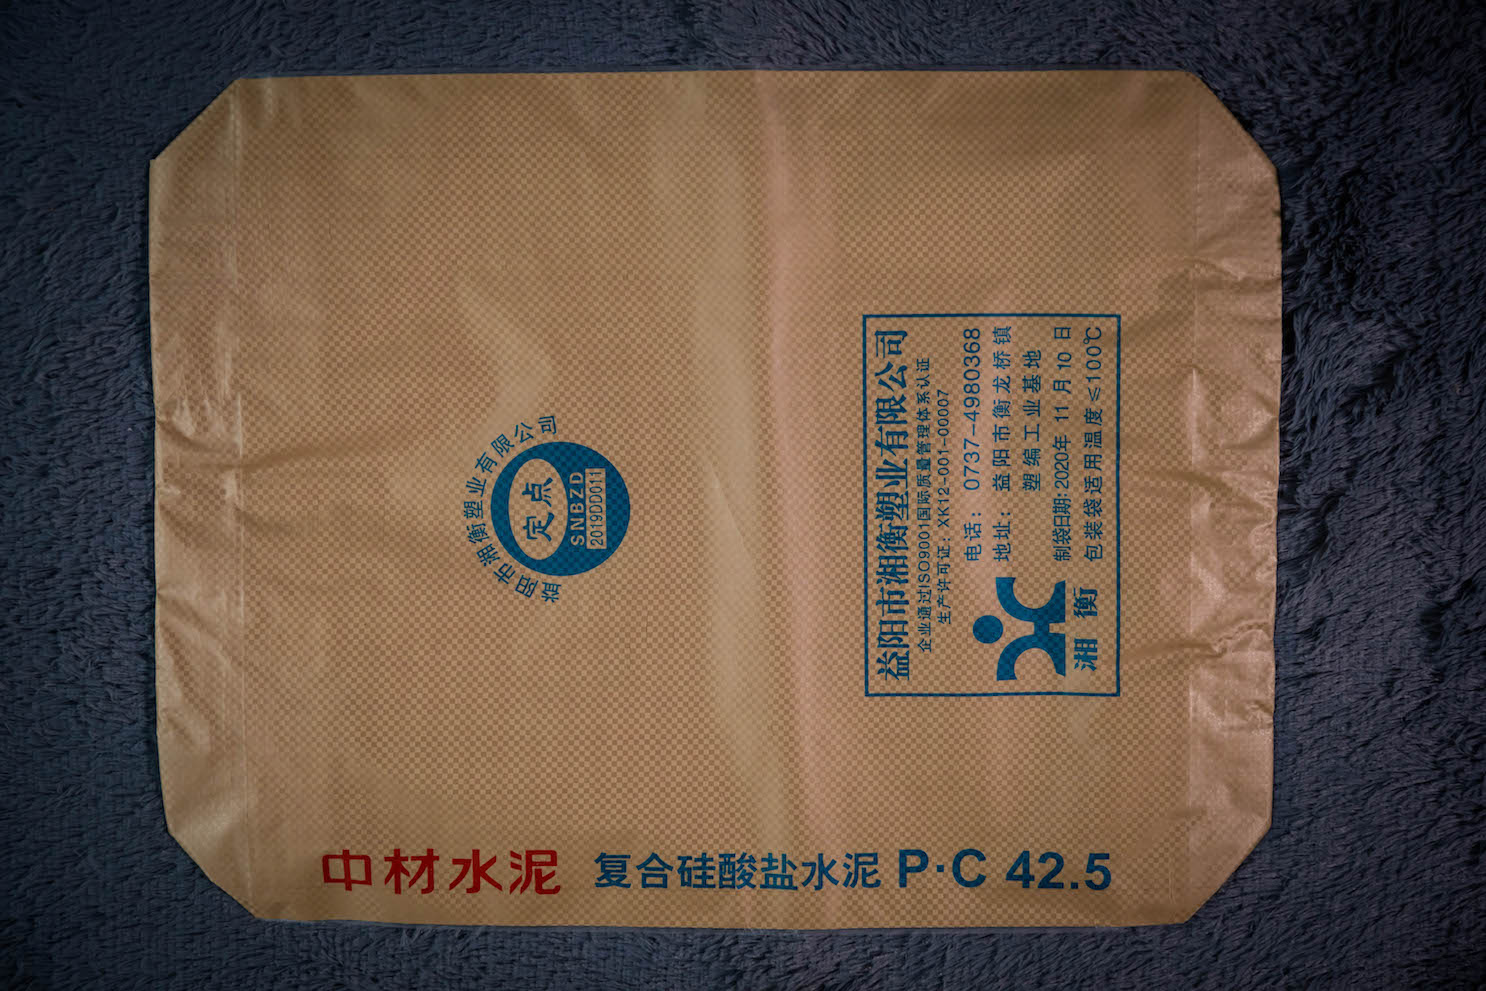 益阳市湘衡塑业有限公司
定点
SNBZD
2019DD011
益阳市湘衡塑业有限公司
企业通过ISO9001国际质量管理体系认证
生产许可证：XK12-001-00007
电话：0737-4980368
地址：益阳市衡龙桥镇
塑编工业基地
制袋日期：2020年 11 月 10 日
包装袋适用温度≤100℃
湘衡
中材水泥 复合硅酸盐水泥 P·C 42.5